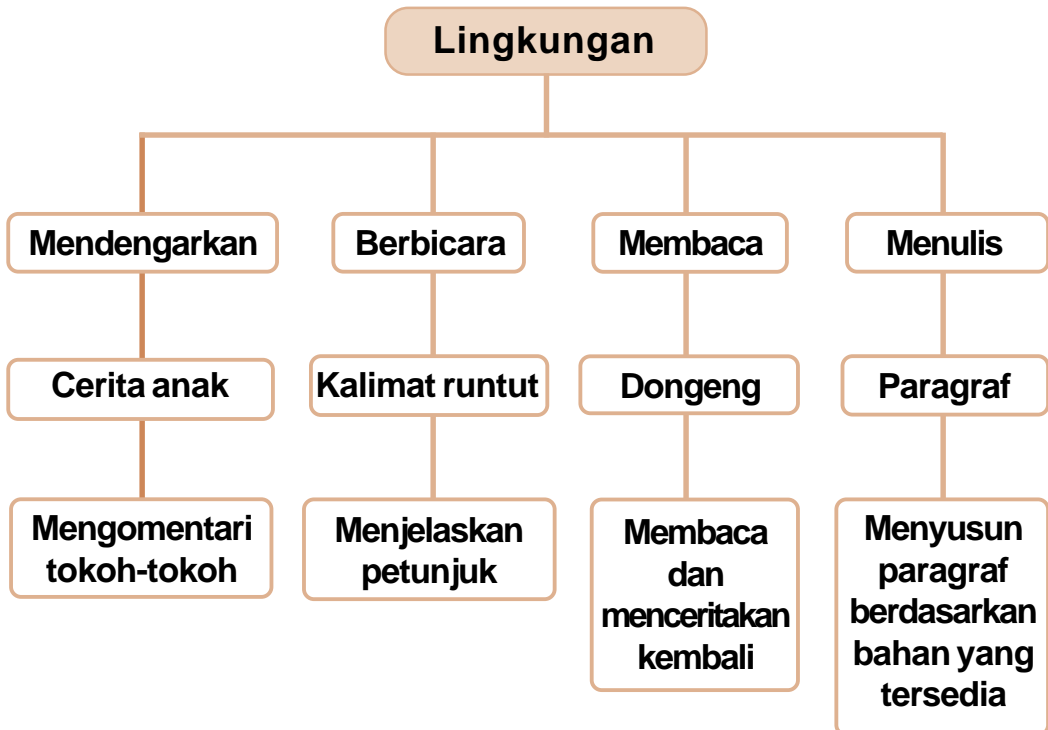 Lingkungan
Mendengarkan
Berbicara
Membaca
Menulis
Cerita anak
Kalimat runtut
Dongeng
Paragraf
Mengomentari
tokoh-tokoh
Menjelaskan
petunjuk
Membaca
dan
menceritakan
kembali
Menyusun
paragraf
berdasarkan
bahan yang
tersedia